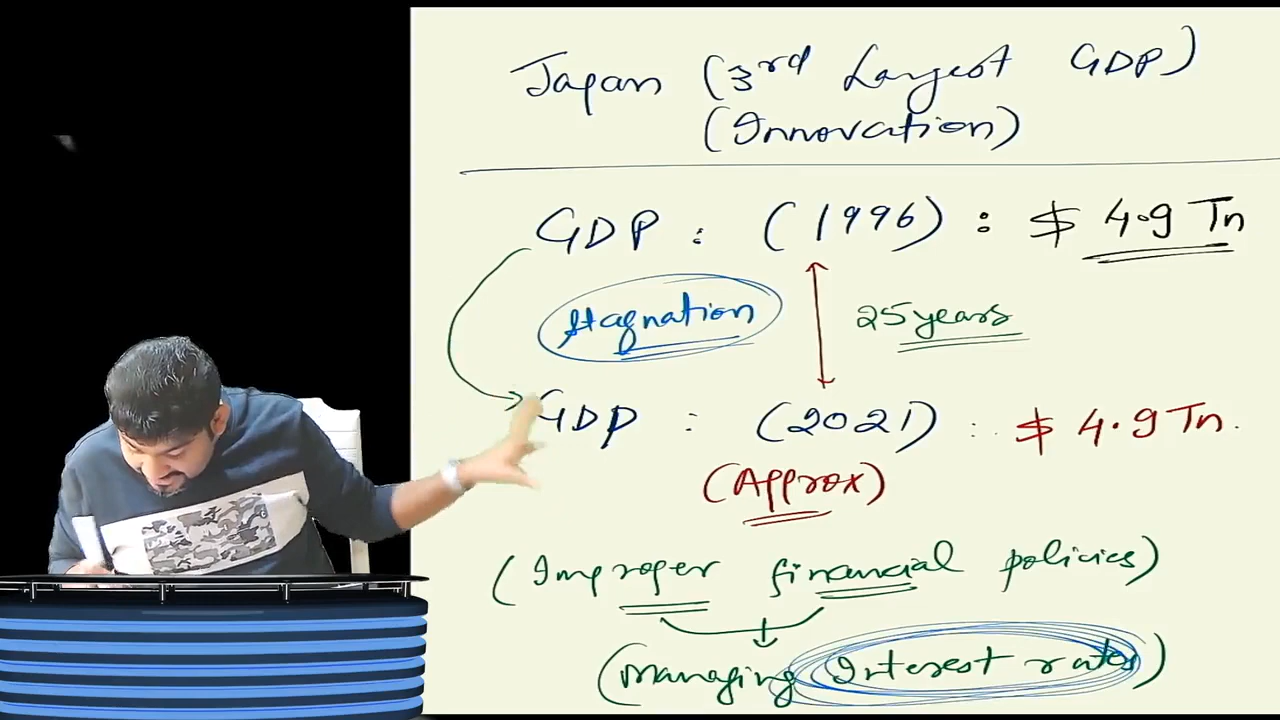 Japan (3rd Largest GDP)
(Innovation)
GDP : (1996) : $ 4.9 Tn
Stagnation
25 years
GDP : (2021) : $ 4.9 Tn.
(Approx)
(Improper financial policies)
(Managing Interest rates)